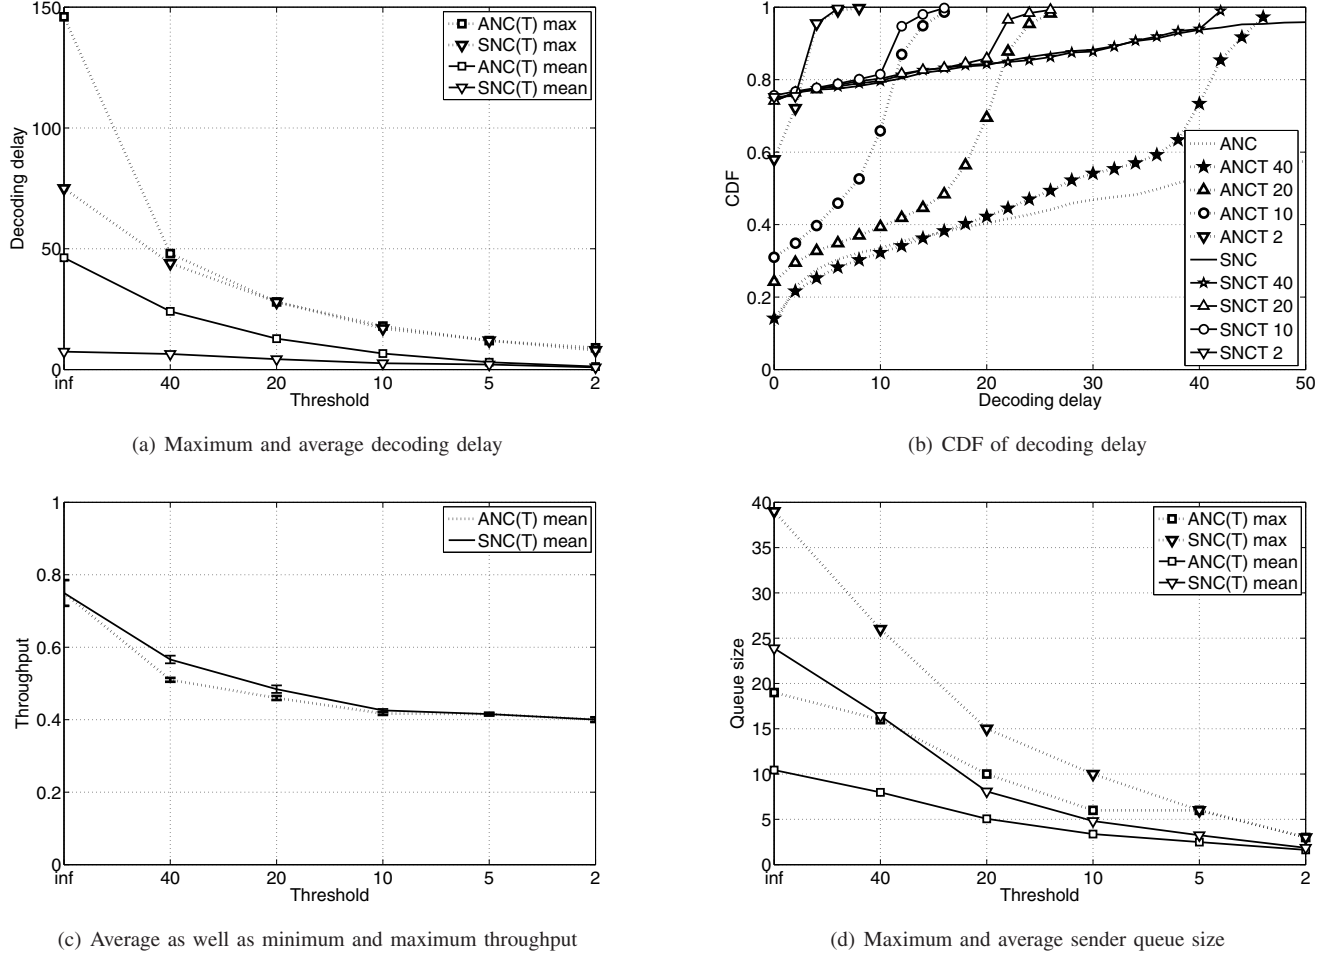 150
100
50
0
Decoding delay
ANC(T) max
SNC(T) max
ANC(T) mean
SNC(T) mean
inf 40 20 10 5 2
Threshold
(a) Maximum and average decoding delay
1
0.8
0.6
0.4
0.2
0
CDF
ANC
ANCT 40
ANCT 20
ANCT 10
ANCT 2
SNC
SNCT 40
SNCT 20
SNCT 10
SNCT 2
0 10 20 30 40 50
Decoding delay
(b) CDF of decoding delay
1
0.8
0.6
0.4
0.2
0
Throughput
ANC(T) mean
SNC(T) mean
inf 40 20 10 5 2
Threshold
(c) Average as well as minimum and maximum throughput
40
35
30
25
20
15
10
5
0
Queue size
ANC(T) max
SNC(T) max
ANC(T) mean
SNC(T) mean
inf 40 20 10 5 2
Threshold
(d) Maximum and average sender queue size